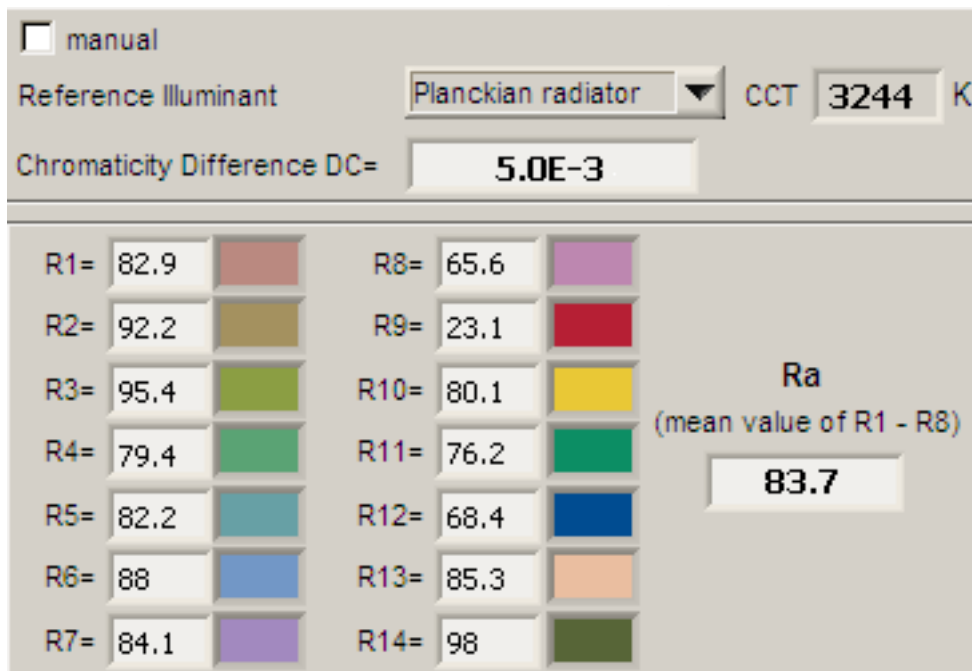 manual
Reference Illuminant Planckian radiator CCT 3244 K
Chromaticity Difference DC= 5.0E-3
R1= 82.9 R8= 65.6
R2= 92.2 R9= 23.1
R3= 95.4 R10= 80.1
R4= 79.4 R11= 76.2
R5= 82.2 R12= 68.4
R6= 88 R13= 85.3
R7= 84.1 R14= 98
Ra
(mean value of R1 - R8)
83.7